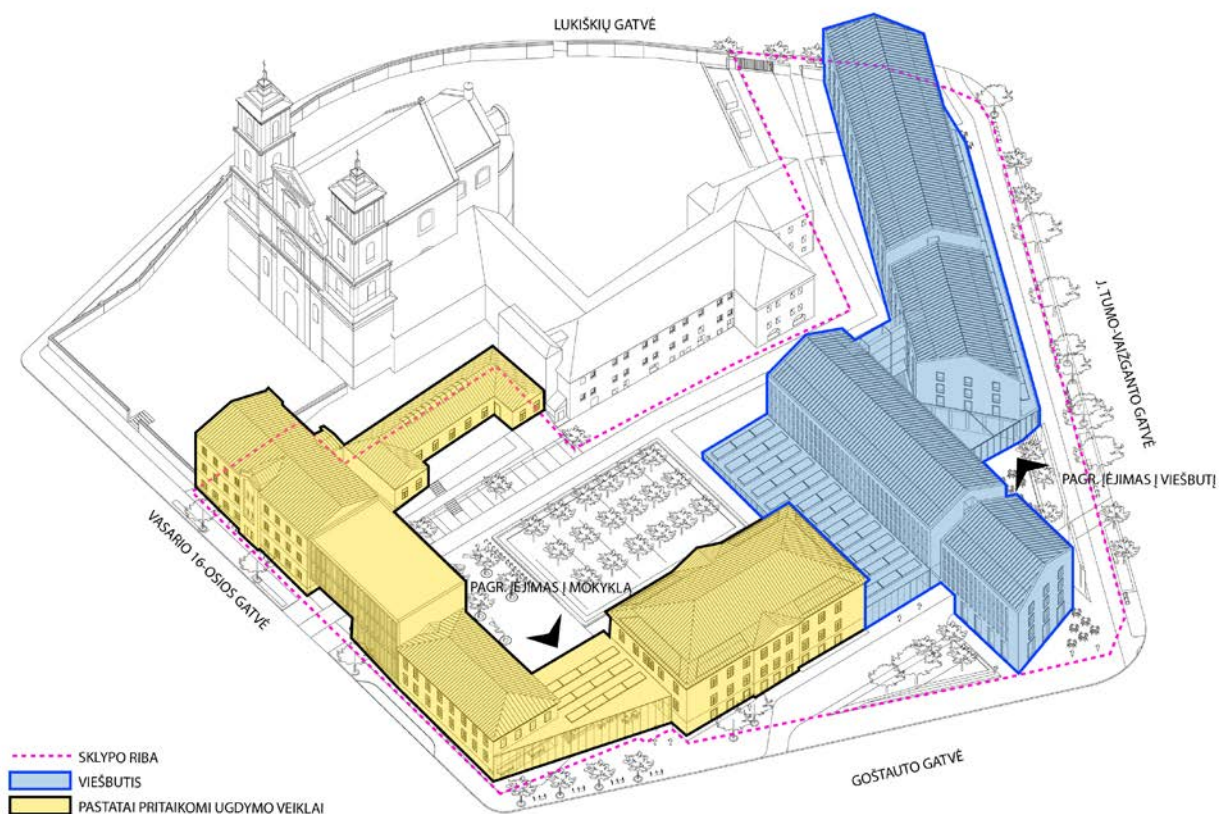 LUKIŠKIŲ GATVĖ
J. TUMO-VAIŽGANTO GATVĖ
PAGR. ĮĖJIMAS Į VIEŠBUTĮ
PAGR. ĮĖJIMAS Į MOKYKLĄ
VASARIO 16-OSIOS GATVĖ
GOŠTAUTO GATVĖ
SKLYPO RIBA
VIEŠBUTIS
PASTATAI PRITAIKOMI UGDYMO VEIKLAI